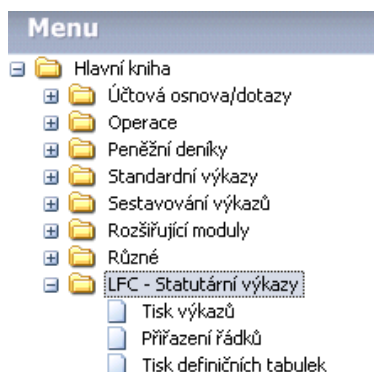 Menu
Hlavní kniha
Účtová osnova/dotazy
Operace
Peněžní deníky
Standardní výkazy
Sestavování výkazů
Rozšiřující moduly
Různé
LFC - Statutární výkazy
Tisk výkazů
Přiřazení řádků
Tisk definičních tabulek